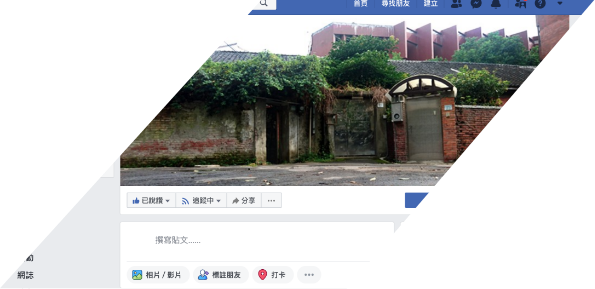 首頁 尋找朋友 建立
已說讚 追蹤中 分享
撰寫貼文......
相片 / 影片 標註朋友 打卡
網誌